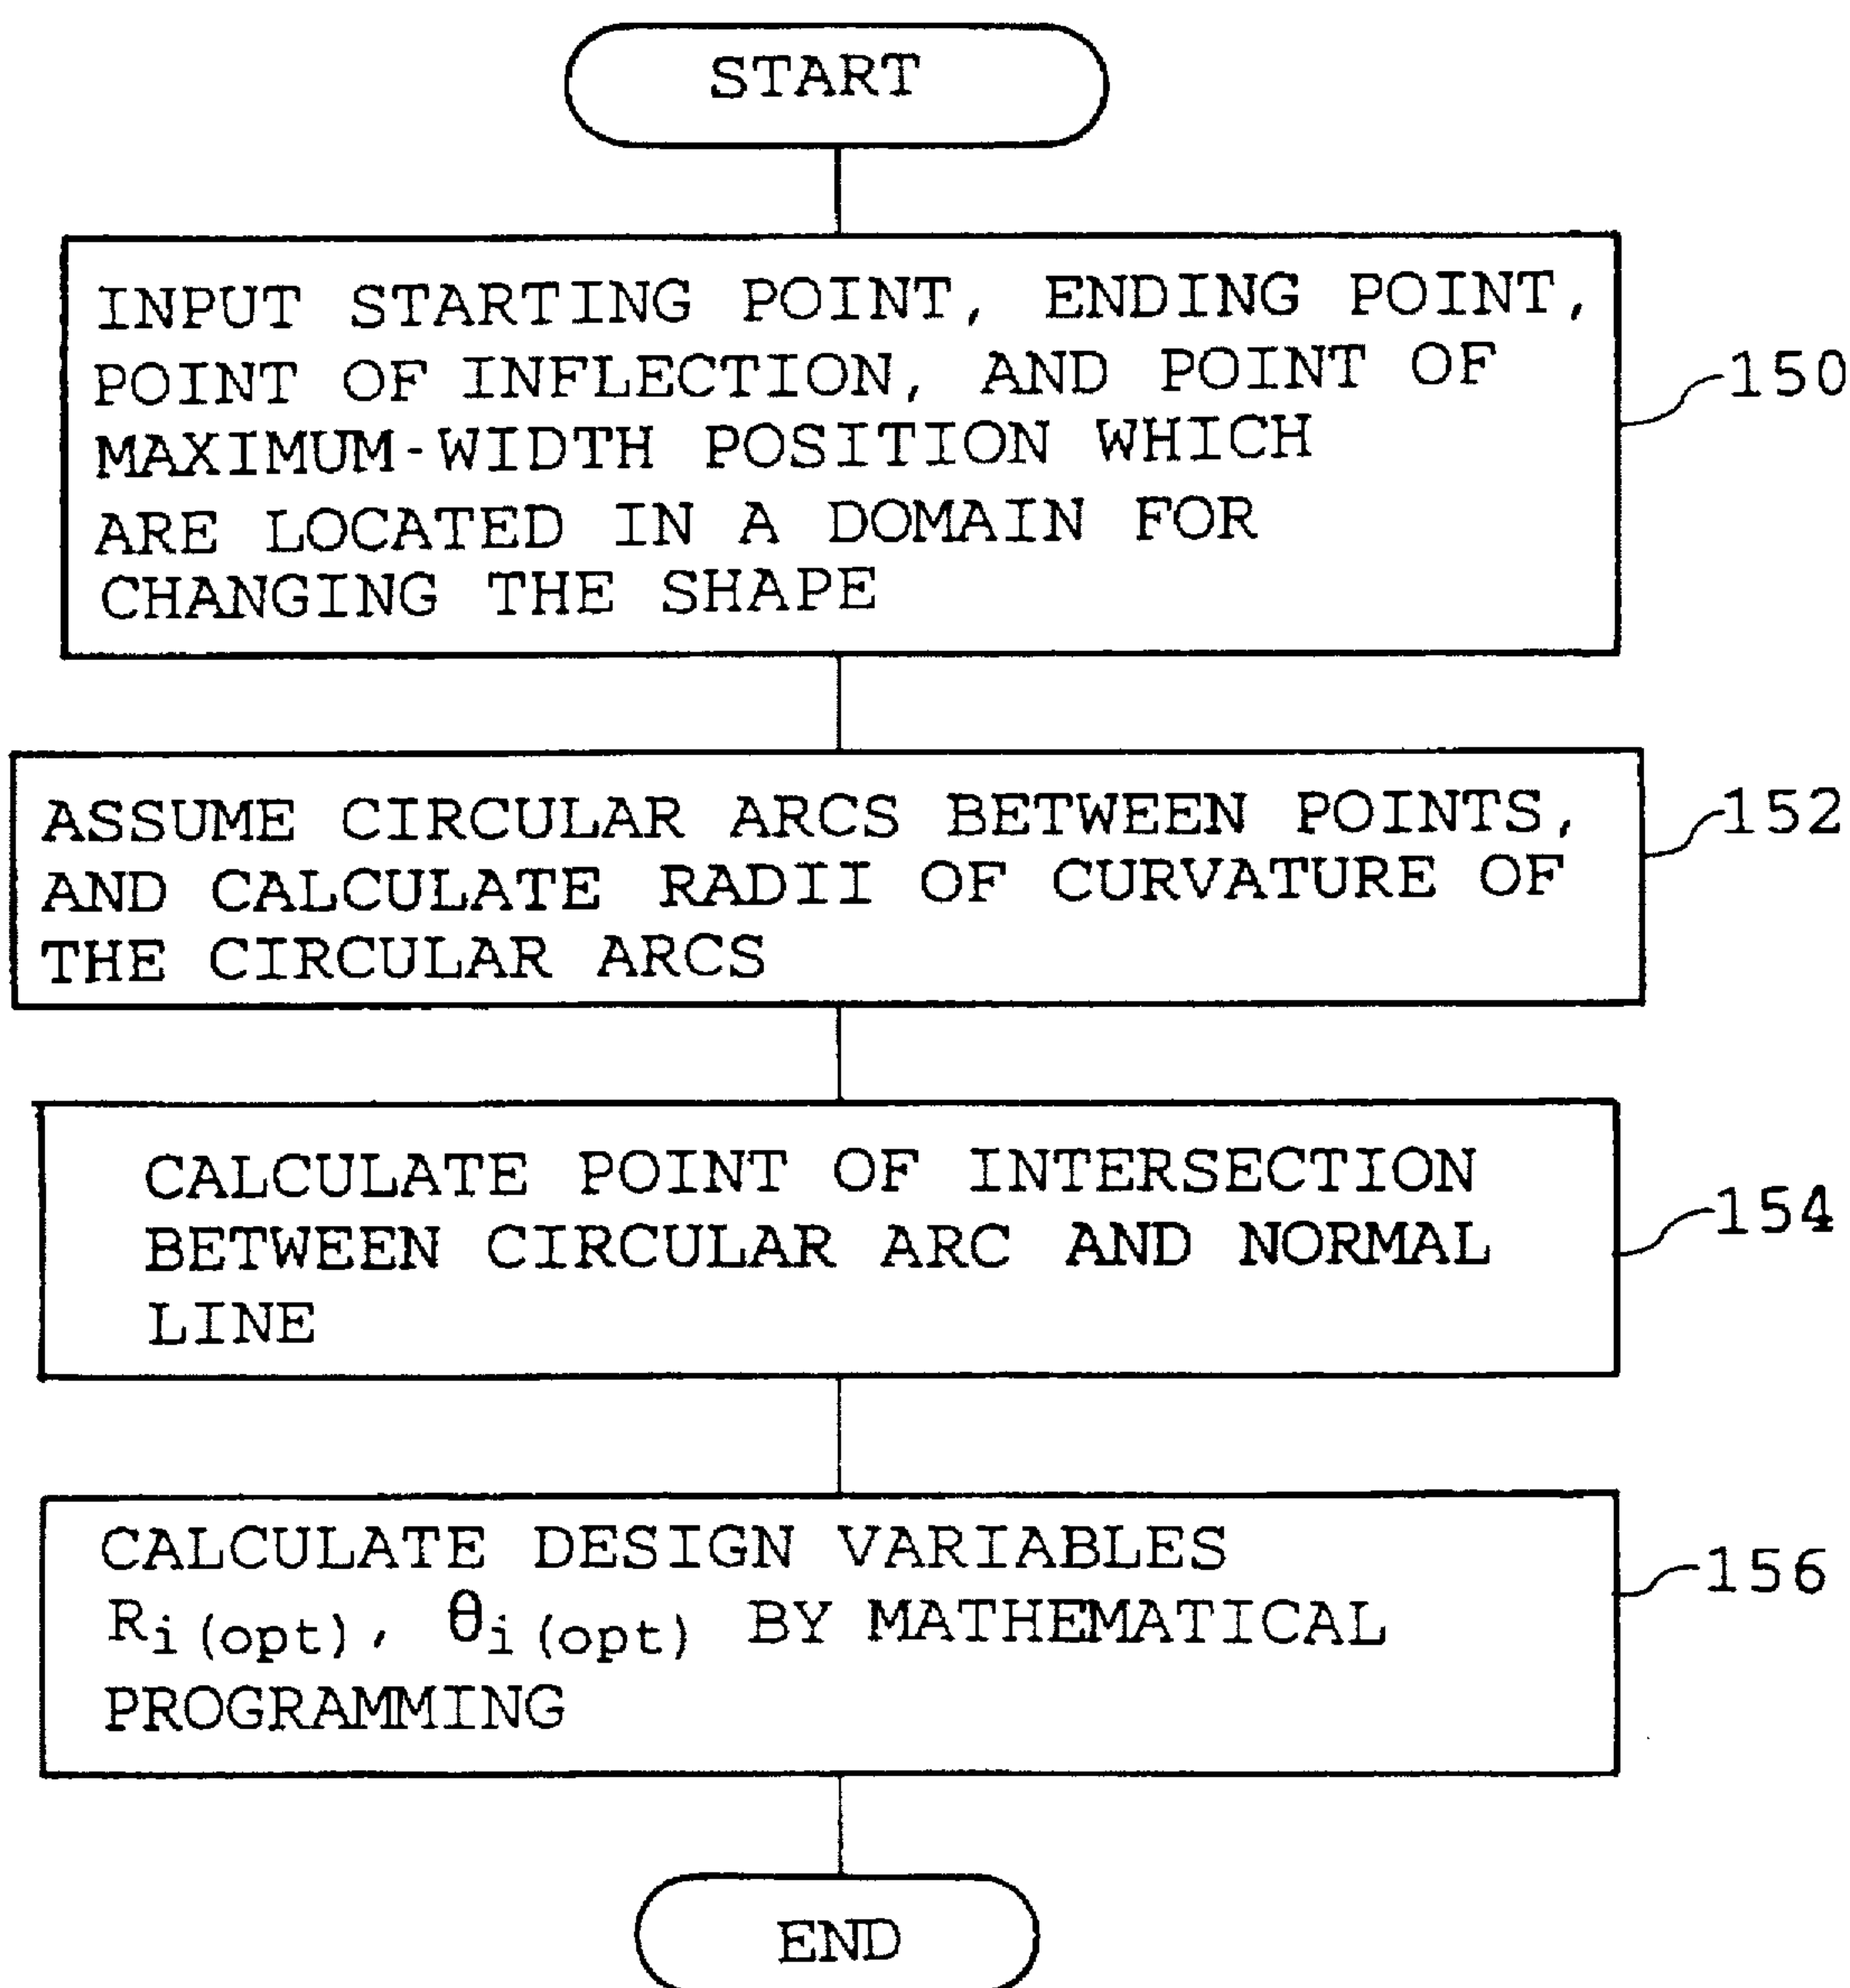 START
INPUT STARTING POINT, ENDING POINT,
POINT OF INFLECTION, AND POINT OF
MAXIMUM-WIDTH POSITION WHICH
ARE LOCATED IN A DOMAIN FOR
CHANGING THE SHAPE
150
ASSUME CIRCULAR ARCS BETWEEN POINTS,
AND CALCULATE RADII OF CURVATURE OF
THE CIRCULAR ARCS
152
CALCULATE POINT OF INTERSECTION
BETWEEN CIRCULAR ARC AND NORMAL
LINE
154
CALCULATE DESIGN VARIABLES
Ri(opt), θi(opt) BY MATHEMATICAL
PROGRAMMING
156
END